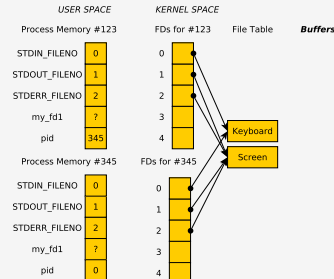 USER SPACE KERNEL SPACE
Process Memory #123 FDs for #123 File Table Buffers
STDIN_FILENO 0 0
STDOUT_FILENO 1 1
STDERR_FILENO 2 2
my_fd1 ? 3
pid 345 4
Keyboard
Screen
Process Memory #345 FDs for #345
STDIN_FILENO 0 0
STDOUT_FILENO 1 1
STDERR_FILENO 2 2
my_fd1 ? 3
pid 0 4